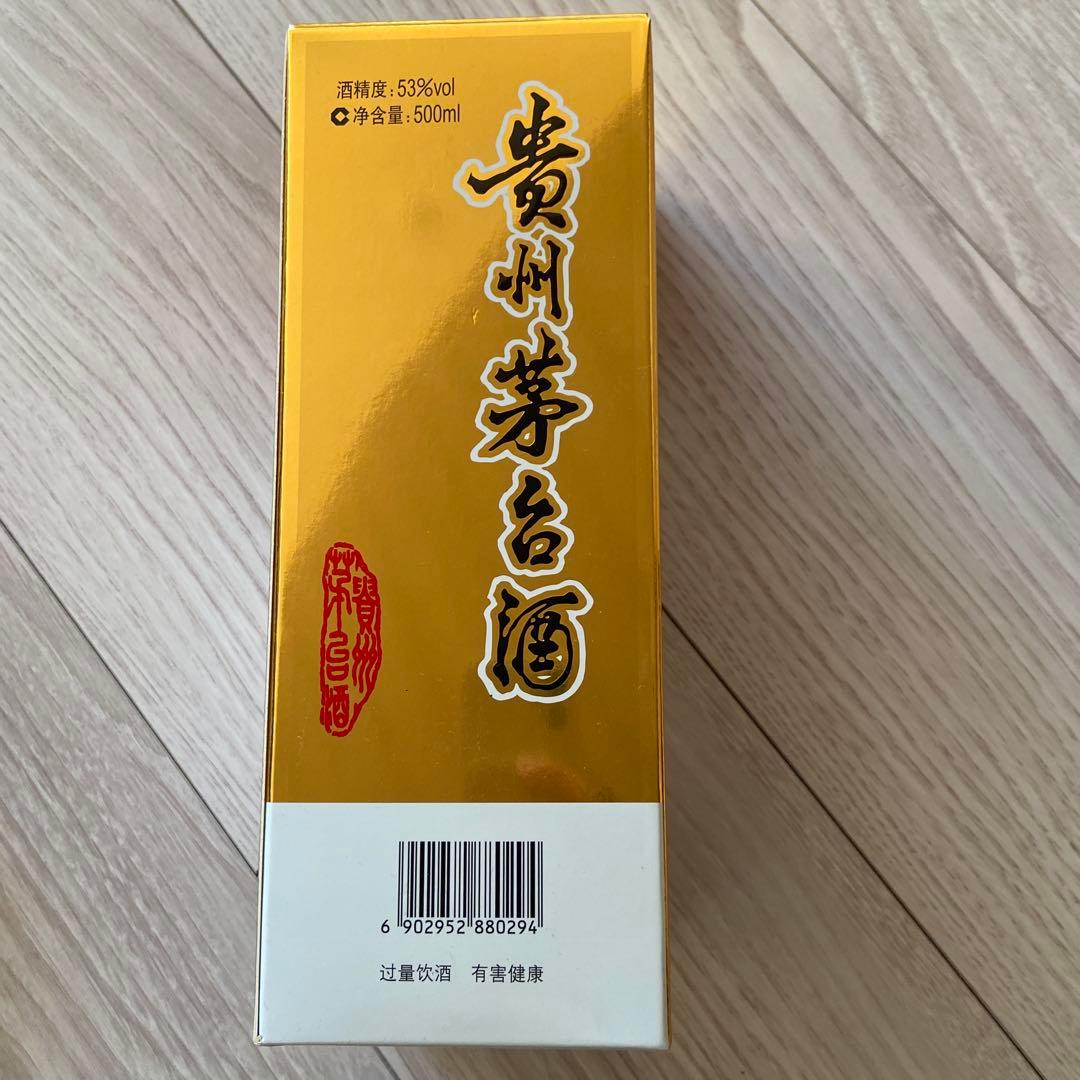 酒精度:53%vol
净含量:500ml
贵州茅台酒
貴州
茅台酒
6 902952 880294
过量饮酒 有害健康